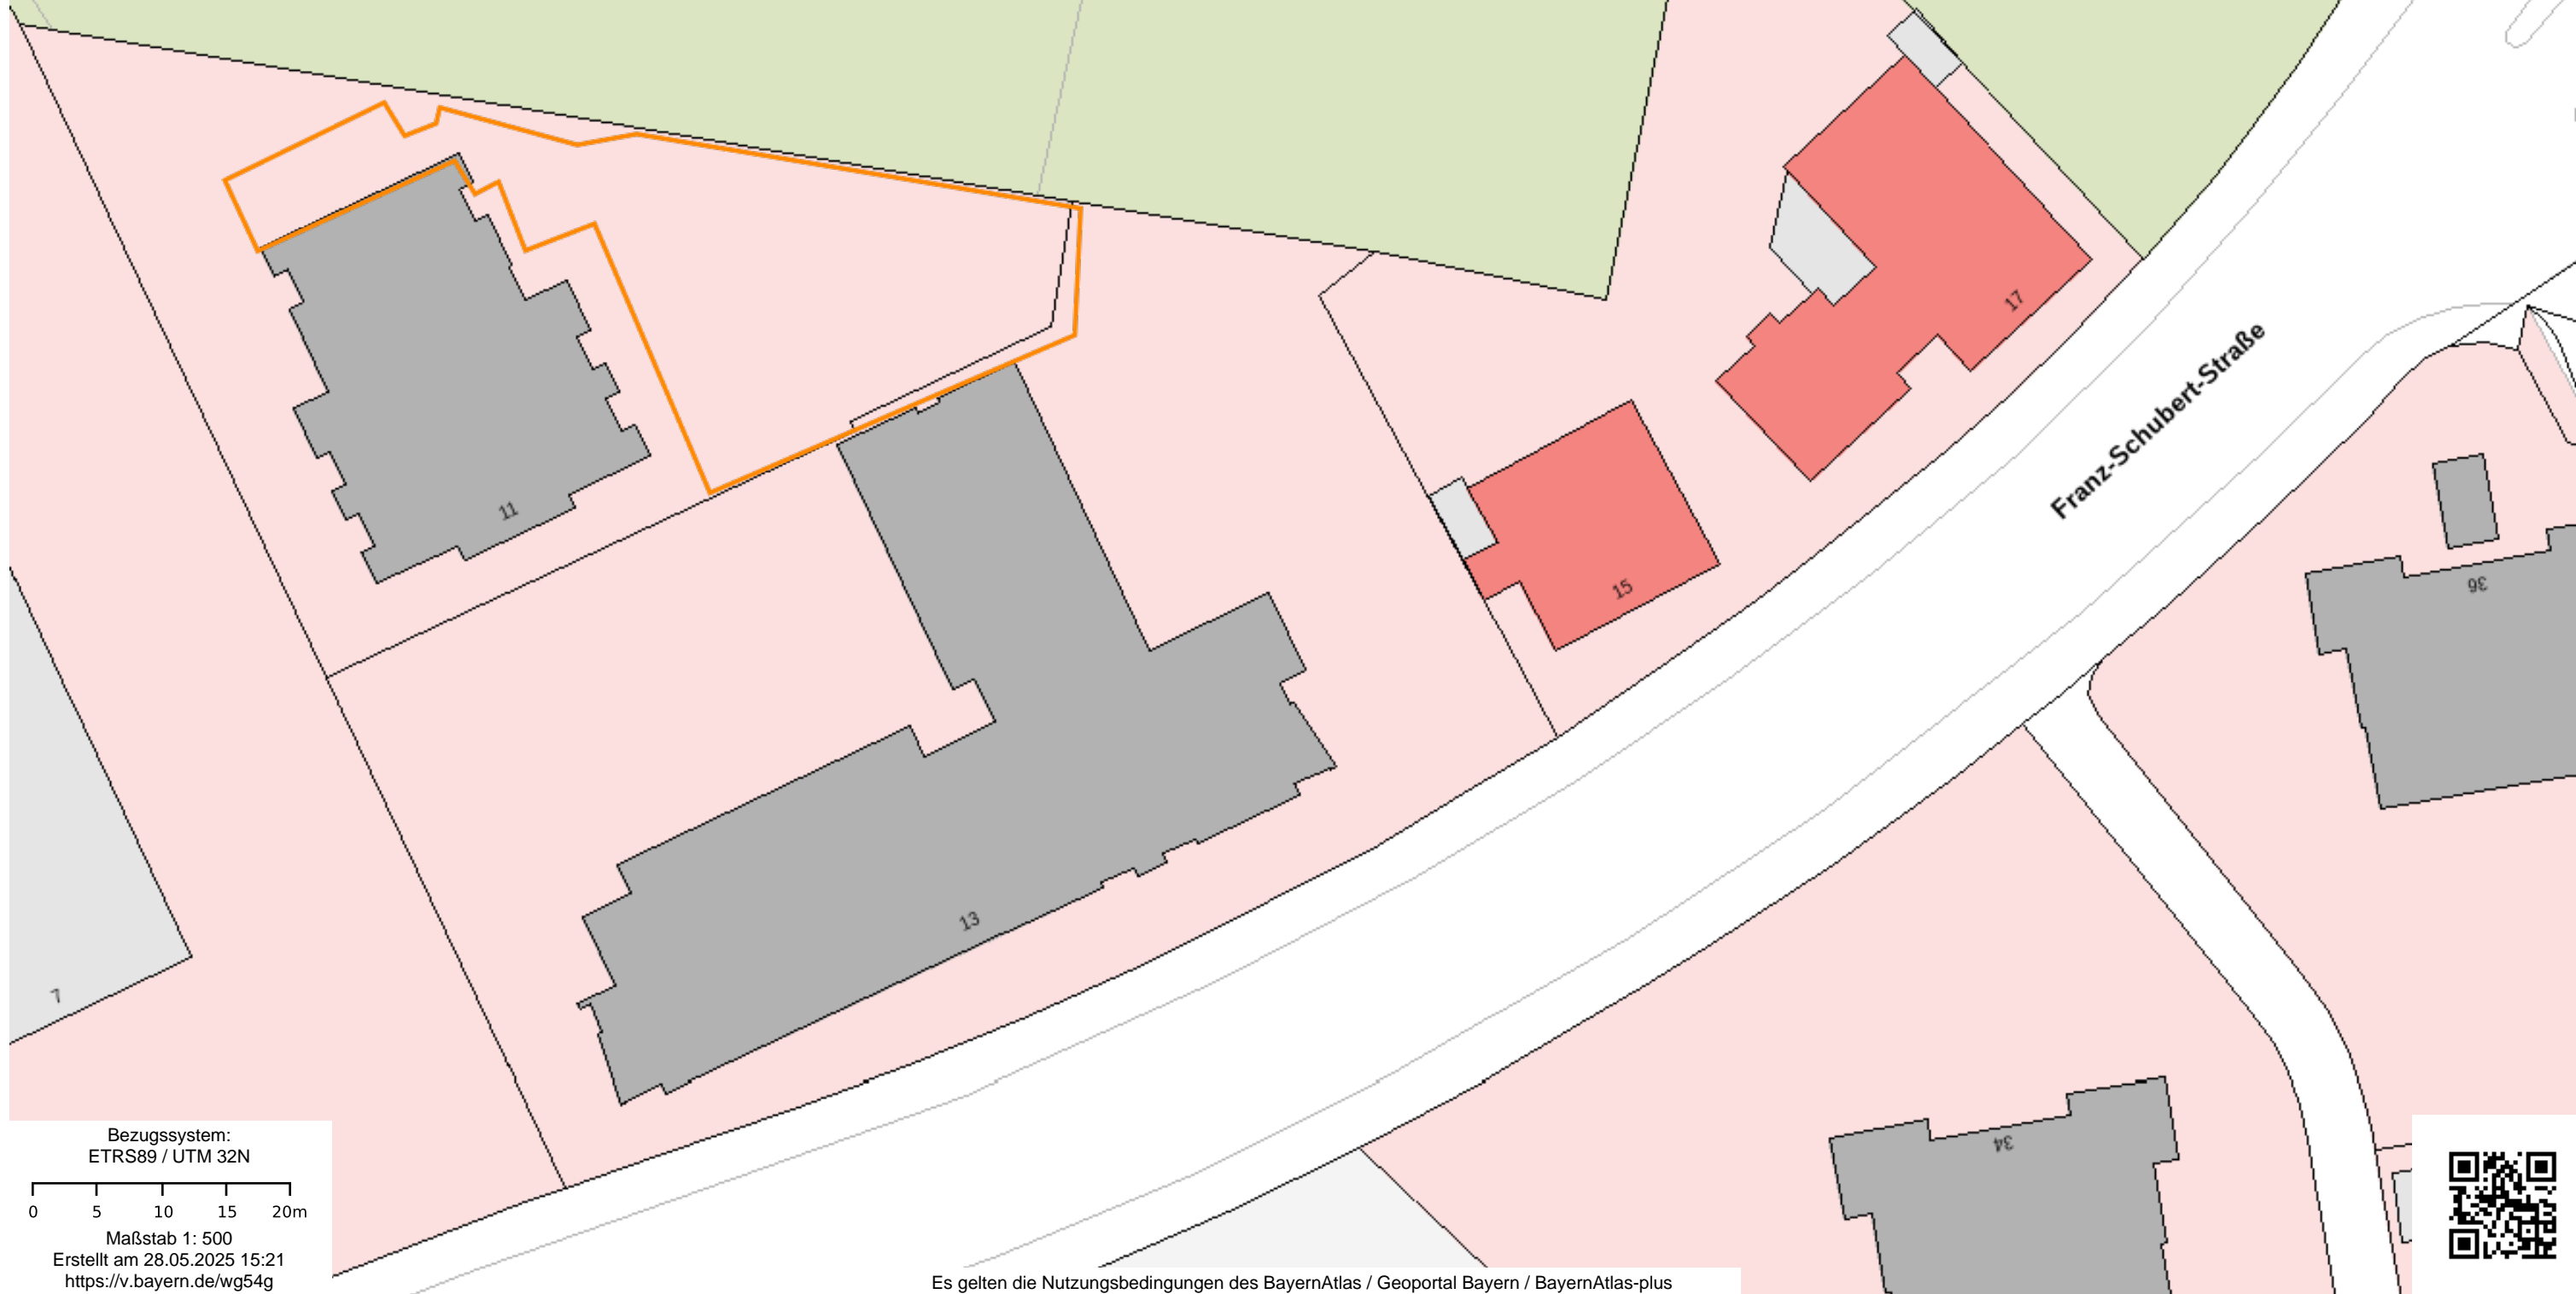 17
Franz-Schubert-Straße
11
15
36
13
7
34
Bezugssystem:
ETRS89 / UTM 32N
0 5 10 15 20m
Maßstab 1: 500
Erstellt am 28.05.2025 15:21
https://v.bayern.de/wg54g
Es gelten die Nutzungsbedingungen des BayernAtlas / Geoportal Bayern / BayernAtlas-plus